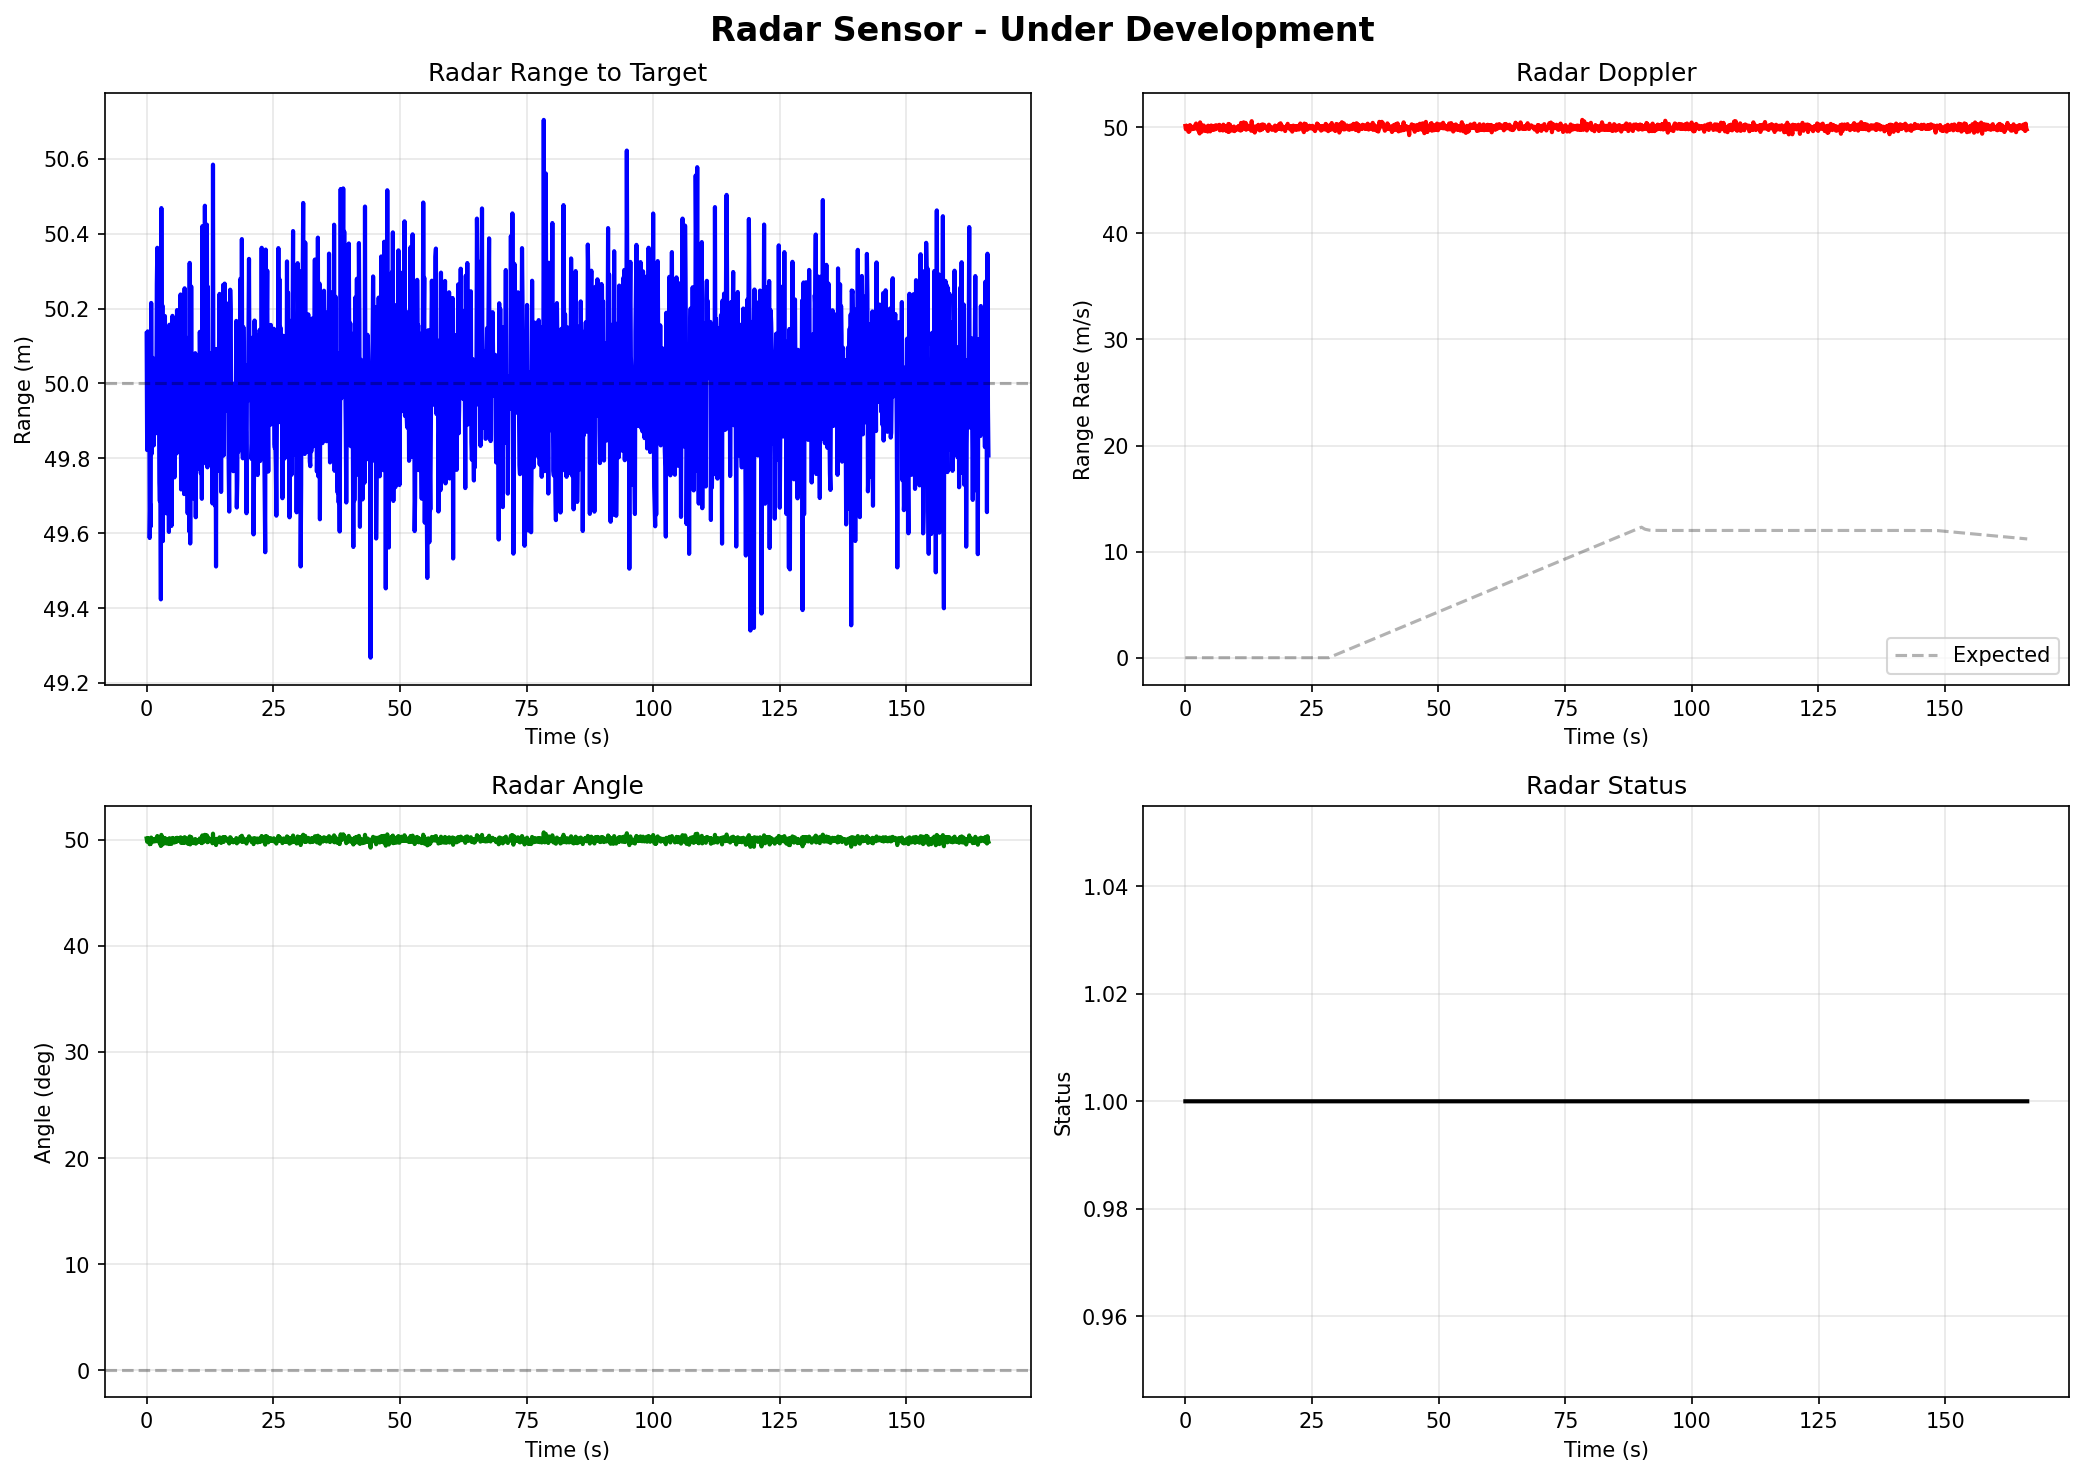 Radar Sensor - Under Development
Radar Range to Target
50.6
50.4
50.2
50.0
49.8
49.6
49.4
49.2
Range (m)
0 25 50 75 100 125 150
Time (s)
Radar Doppler
50
40
30
20
10
0
Range Rate (m/s)
Expected
0 25 50 75 100 125 150
Time (s)
Radar Angle
50
40
30
20
10
0
Angle (deg)
0 25 50 75 100 125 150
Time (s)
Radar Status
1.04
1.02
1.00
0.98
0.96
Status
0 25 50 75 100 125 150
Time (s)